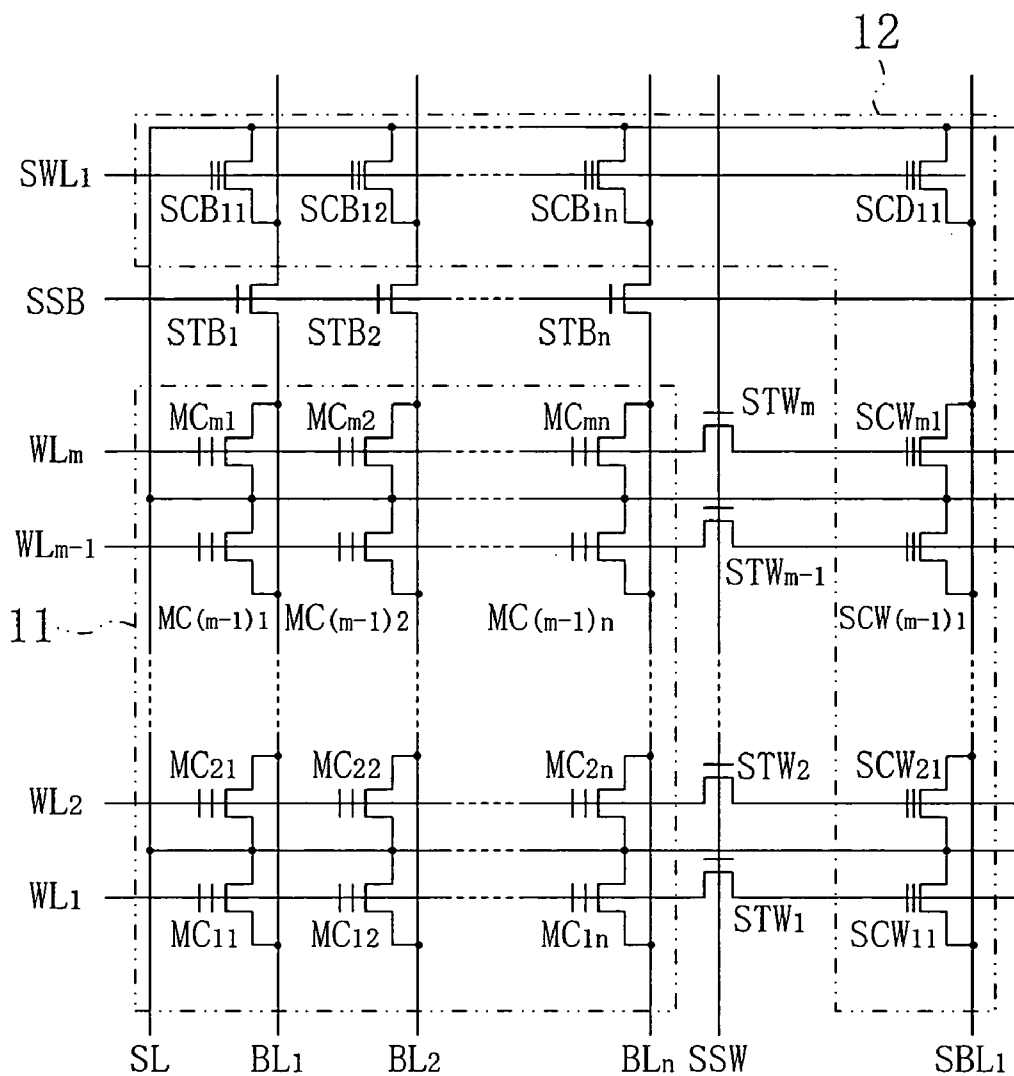 12
SWL1
SCB11 SCB12 SCB1n SCD11
SSB
STB1 STB2 STBn
STWm
MCm1 MCm2 MCmn SCWm1
WLm
WLm-1
STWm-1
11 MC(m-1)1 MC(m-1)2 MC(m-1)n SCW(m-1)1
MC21 MC22 MC2n STW2 SCW21
WL2
WL1
MC11 MC12 MC1n STW1 SCW11
SL BL1 BL2 BLn SSW SBL1